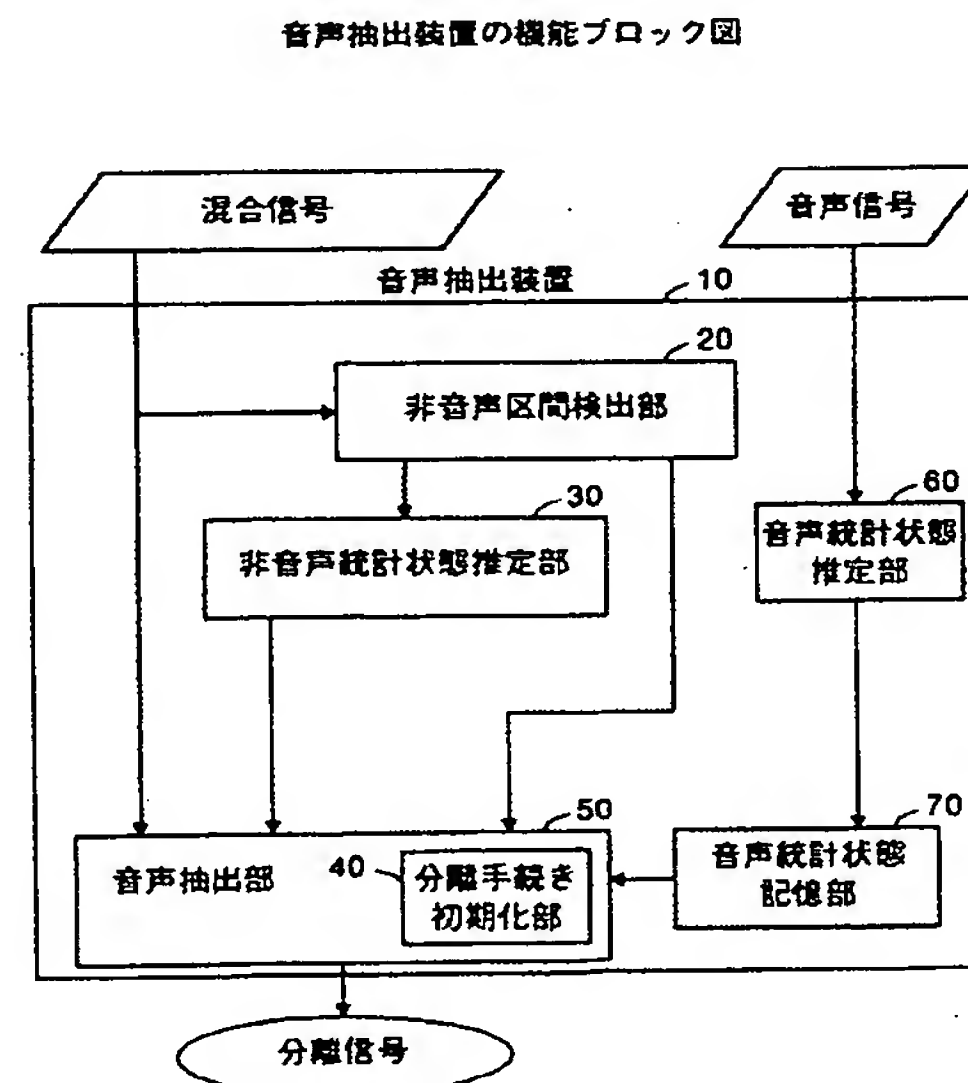 音声抽出装置の機能ブロック図
混合信号
音声信号
音声抽出装置
10
20
非音声区間検出部
30
非音声統計状態推定部
60
音声統計状態
推定部
50
音声抽出部
40
分離手続き
初期化部
70
音声統計状態
記憶部
分離信号